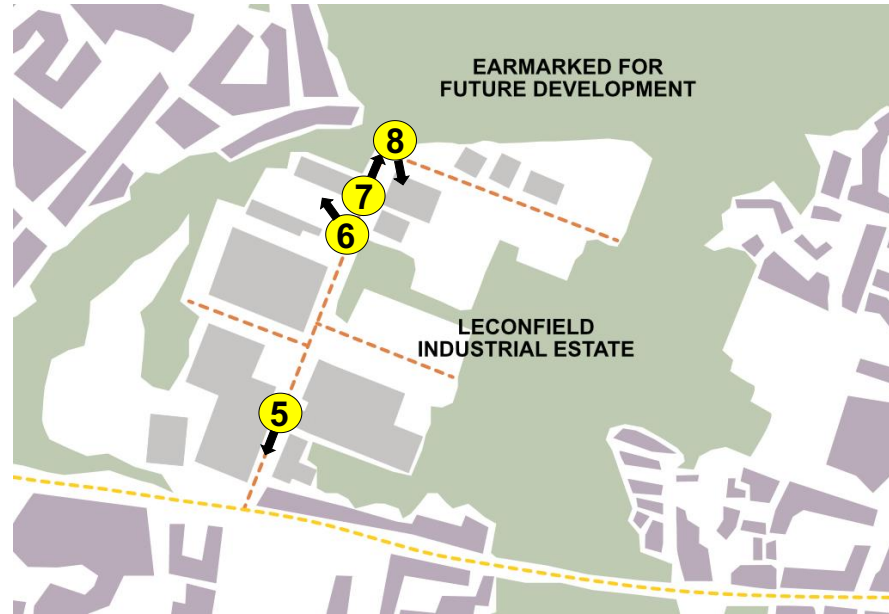 EARMARKED FOR
FUTURE DEVELOPMENT
8
7
6
LECONFIELD
INDUSTRIAL ESTATE
5